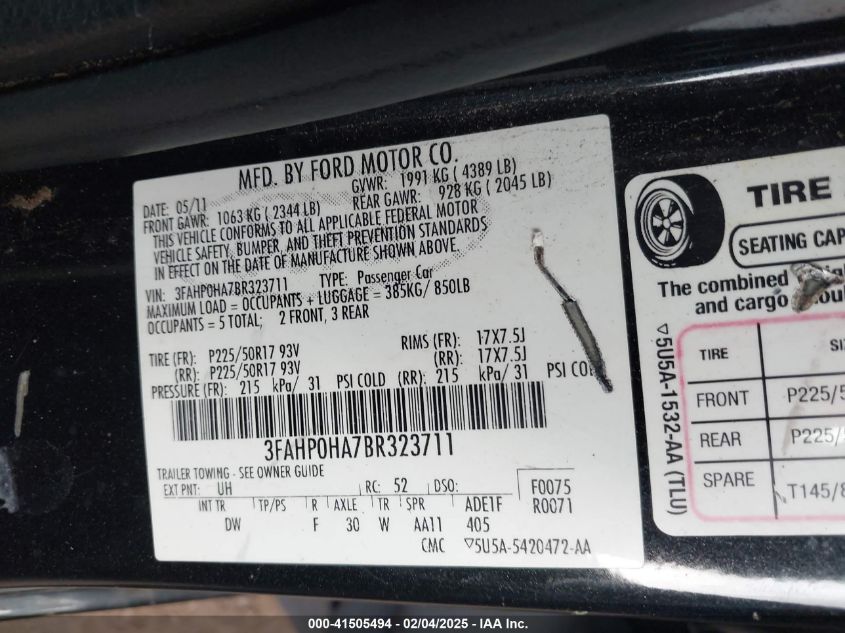 MFD. BY FORD MOTOR CO.
DATE: 05/11 GVWR: 1991 KG ( 4389 LB)
FRONT GAWR: 1063 KG ( 2344 LB) REAR GAWR: 928 KG ( 2045 LB)
THIS VEHICLE CONFORMS TO ALL APPLICABLE FEDERAL MOTOR
VEHICLE SAFETY, BUMPER, AND THEFT PREVENTION STANDARDS
IN EFFECT ON THE DATE OF MANUFACTURE SHOWN ABOVE.
VIN: 3FAHP0HA7BR323711 TYPE: Passenger Car
MAXIMUM LOAD = OCCUPANTS + LUGGAGE = 385KG/ 850LB
OCCUPANTS = 5 TOTAL; 2 FRONT, 3 REAR
TIRE (FR): P225/50R17 93V RIMS (FR): 17X7.5J
(RR): P225/50R17 93V (RR): 17X7.5J
PRESSURE (FR): 215 kPa/ 31 PSI COLD (RR): 215 kPa/ 31 PSI COLD
3FAHP0HA7BR323711
TRAILER TOWING - SEE OWNER GUIDE
EXT PNT: UH RC: 52 DSO: F0075
R0071
INT TR TP/PS R AXLE TR SPR ADE1F
DW F 30 W AA11 405
CMC ▽5U5A-5420472-AA
TIRE
SEATING CAP
The combined
and cargo
TIRE
FRONT P225/5
REAR P225/5
SPARE T145/8
▽5U5A-1532-AA (TLU)
000-41505494 - 02/04/2025 - IAA Inc.